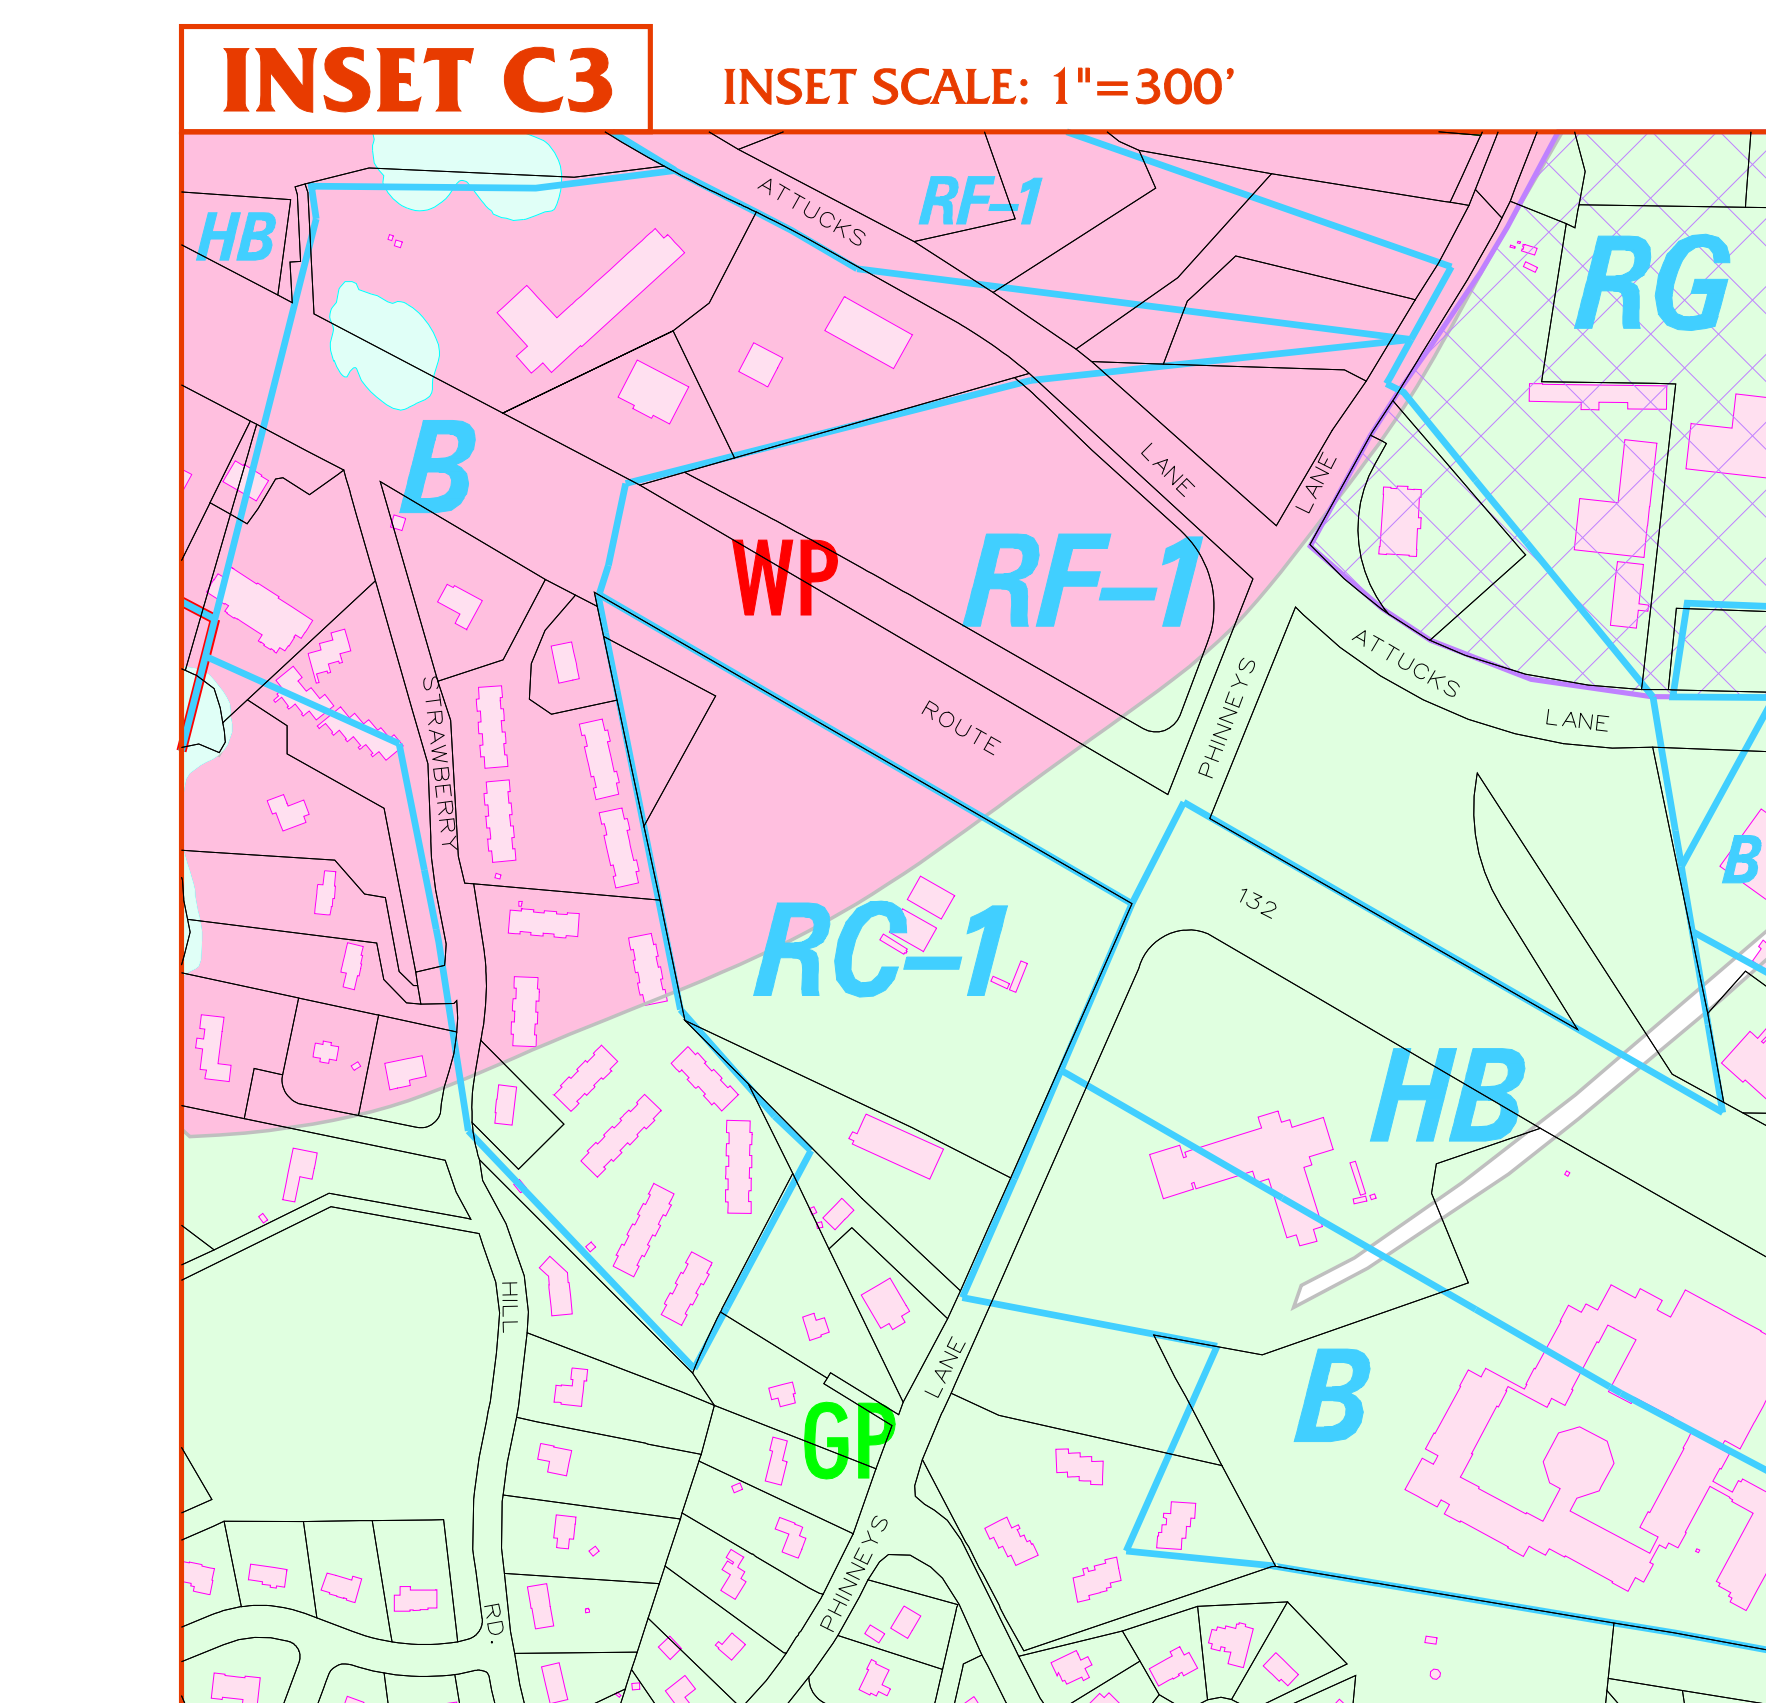 INSET C3
INSET SCALE: 1"=300'
ATTUCKS
RF-1
HB
RG
B
LANE
LANE
WP
RF-1
ATTUCKS
LANE
STRAWBERRY
ROUTE
PHINNEYS
B
132
RC-1
HB
HILL
LANE
B
GP
PHINNEYS
RD.